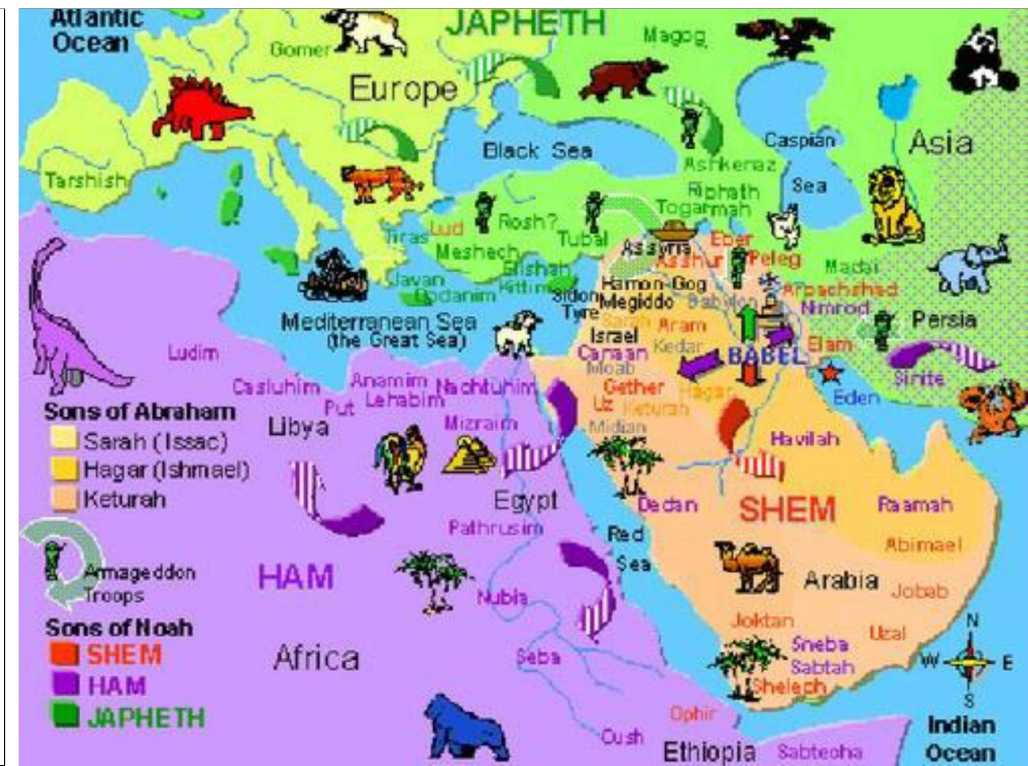 Atlantic
Ocean
JAPHETH
Gomer
Magog
Europe
Black Sea
Caspian
Sea
Asia
Tarshish
Ashkenaz
Riphath
Togarmah
Tiras
Lud
Rosh?
Meshech
Tubal
Assyria
Asshur
Eber
Peleg
Javan
Dodanim
Elishah
Kittim
Sidon
Tyre
Hamon-Gog
Megiddo
Babylon
Madai
Arpachshad
Nimrod
Mediterranean Sea
(the Great Sea)
Israel
Sarah
Aram
Kedar
Canaan
Moab
BABEL
Elam
Persia
Sinite
Ludim
Casluhim
Anamim
Nachtuhim
Put
Lehabim
Mizraim
Gether
Hagar
Uz
Keturah
Midian
Eden
Sons of Abraham
Sarah (Issac)
Hagar (Ishmael)
Keturah
Libya
Egypt
Havilah
Dedan
SHEM
Raamah
Pathrusim
Red
Sea
Abimael
Armageddon
Troops
HAM
Nubia
Arabia
Jobab
Joktan
Uzal
Sons of Noah
SHEM
HAM
JAPHETH
Africa
Seba
Sneba
Sabtah
Sheleph
N
W
E
S
Ophir
Cush
Ethiopia
Sabteoha
Indian
Ocean